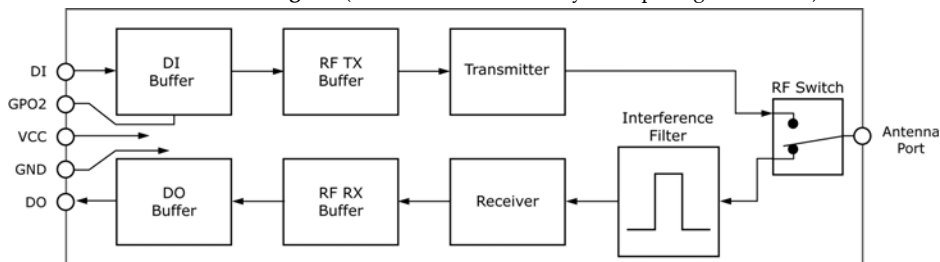 DI
GPO2
VCC
GND
DO
DI
Buffer
RF TX
Buffer
Transmitter
RF Switch
Antenna
Port
Interference
Filter
DO
Buffer
RF RX
Buffer
Receiver